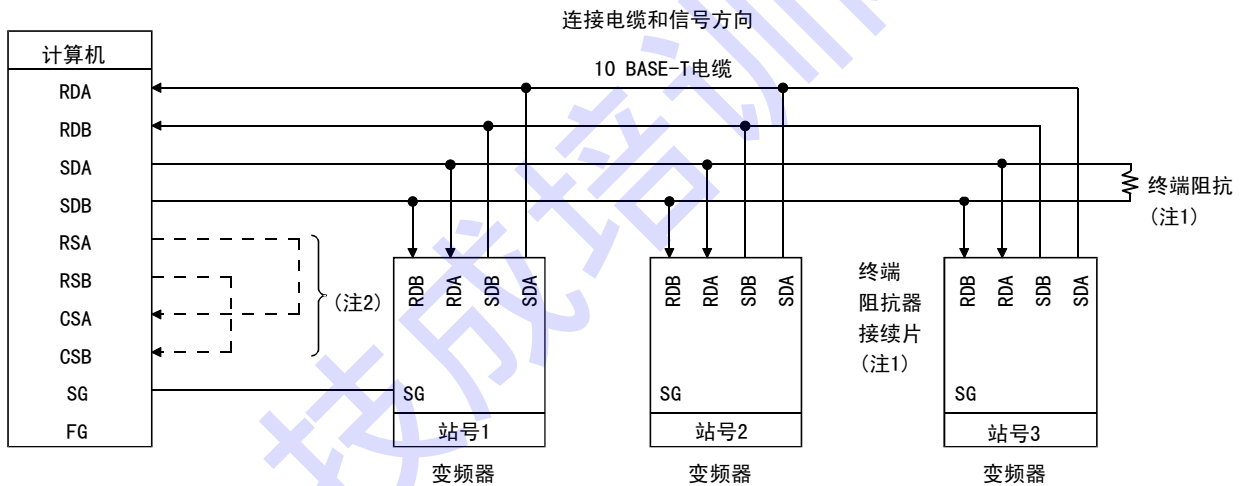 连接电缆和信号方向
计算机
10 BASE-T电缆
RDA
RDB
SDA
SDB
RSA
RSB
CSA
CSB
SG
FG
(注2)
RDB
RDA
SDB
SDA
SG
站号1
变频器
RDB
RDA
SDB
SDA
SG
站号2
变频器
终端
阻抗器
接续片
(注1)
RDB
RDA
SDB
SDA
站号3
变频器
终端阻抗
(注1)
SG
技成培训